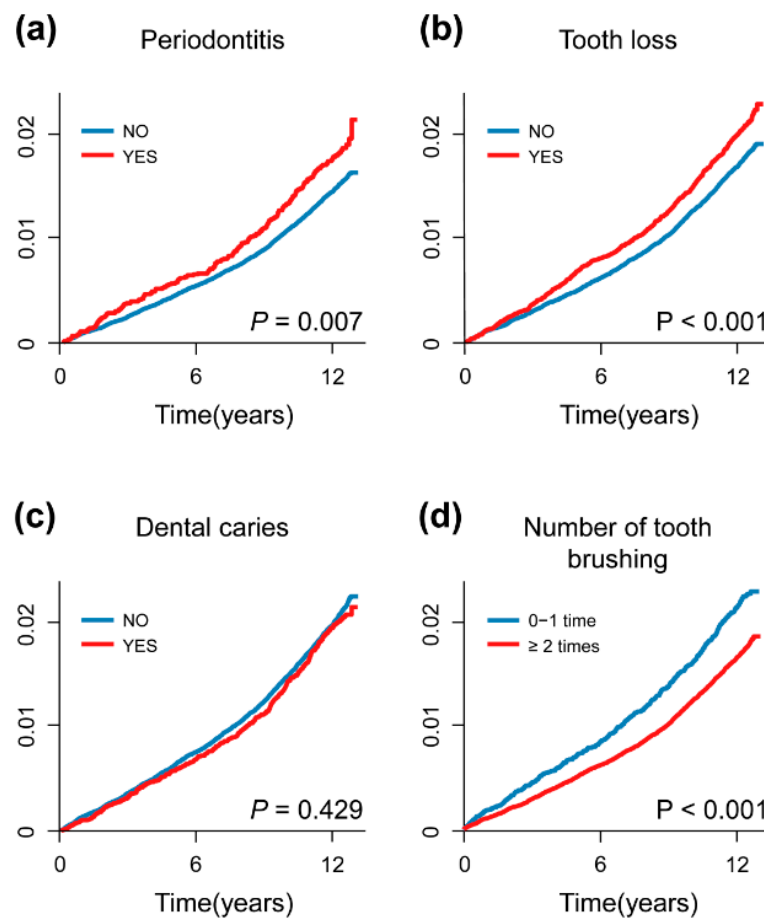 (a)
Periodontitis
NO
YES
0.02
0.01
0
P = 0.007
0
6
12
Time(years)
(b)
Tooth loss
NO
YES
0.02
0.01
0
P < 0.001
0
6
12
Time(years)
(c)
Dental caries
NO
YES
0.02
0.01
0
P = 0.429
0
6
12
Time(years)
(d)
Number of tooth
brushing
0−1 time
≥ 2 times
0.02
0.01
0
P < 0.001
0
6
12
Time(years)